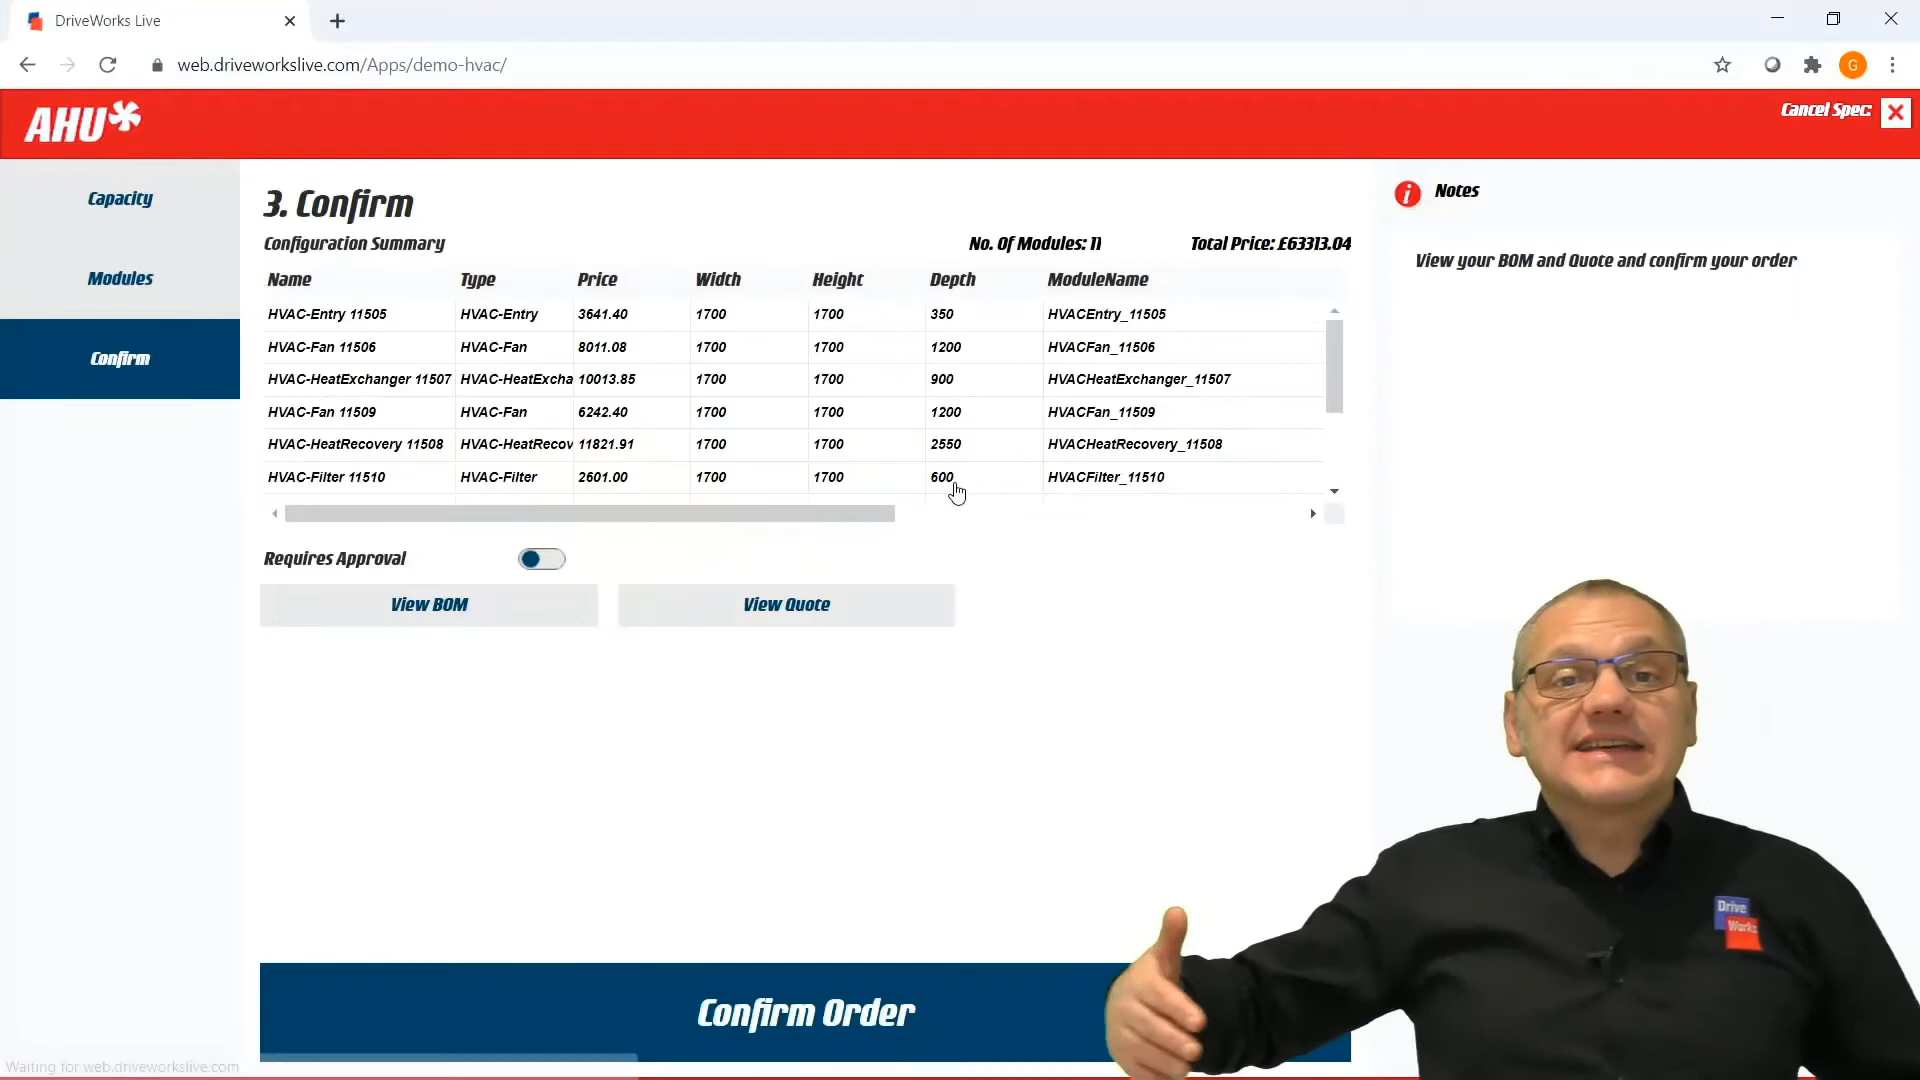 DriveWorks Live
web.driveworkslive.com/Apps/demo-hvac/
G
AHU
Cancel Spec:
Capacity
Modules
Confirm
3. Confirm
Configuration Summary No. Of Modules: 11 Total Price: £63313.04
Name Type Price Width Height Depth ModuleName
HVAC-Entry 11505 HVAC-Entry 3641.40 1700 1700 350 HVACEntry_11505
HVAC-Fan 11506 HVAC-Fan 8011.08 1700 1700 1200 HVACFan_11506
HVAC-HeatExchanger 11507 HVAC-HeatExcha 10013.85 1700 1700 900 HVACHeatExchanger_11507
HVAC-Fan 11509 HVAC-Fan 6242.40 1700 1700 1200 HVACFan_11509
HVAC-HeatRecovery 11508 HVAC-HeatRecov 11821.91 1700 1700 2550 HVACHeatRecovery_11508
HVAC-Filter 11510 HVAC-Filter 2601.00 1700 1700 600 HVACFilter_11510
Requires Approval
View BOM View Quote
Confirm Order
i Notes
View your BOM and Quote and confirm your order
Drive
Works
Waiting for web.driveworkslive.com